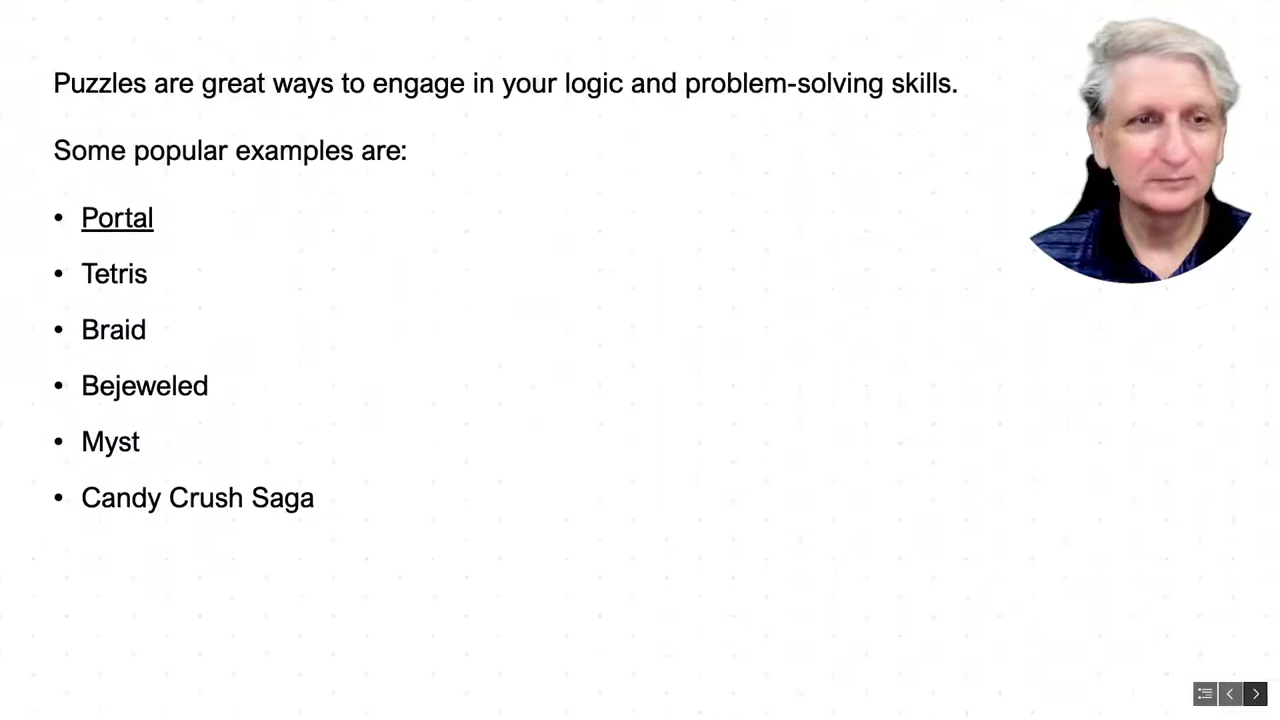 Puzzles are great ways to engage in your logic and problem-solving skills.
Some popular examples are:
• Portal
• Tetris
• Braid
• Bejeweled
• Myst
• Candy Crush Saga